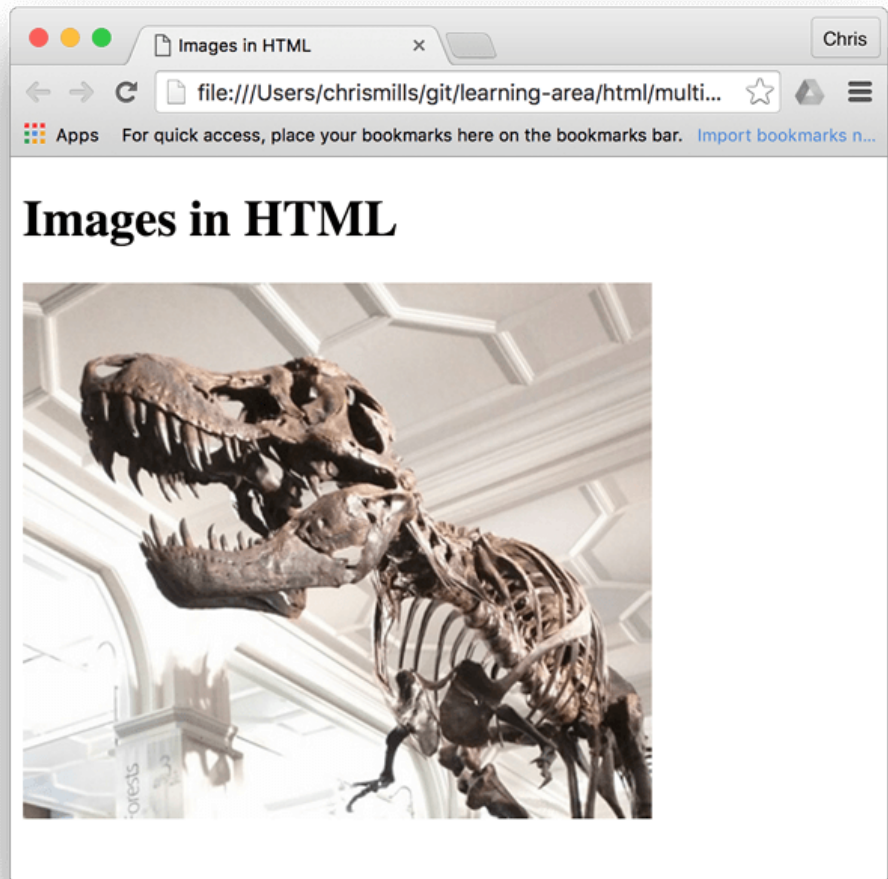 Images in HTML
Chris
file:///Users/chrismills/git/learning-area/html/multi...
Apps For quick access, place your bookmarks here on the bookmarks bar. Import bookmarks n...
Images in HTML
orests